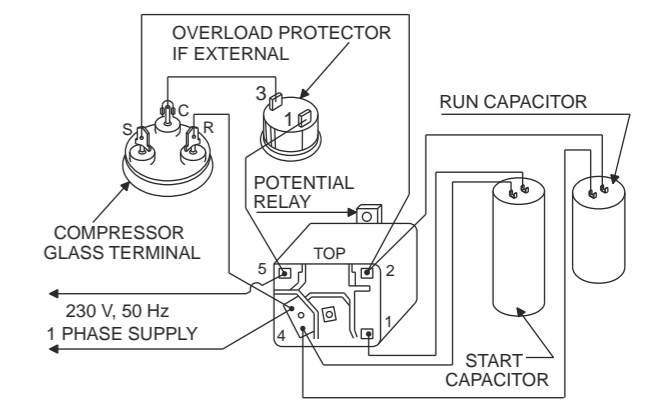 OVERLOAD PROTECTOR
IF EXTERNAL
3
C
1
S
R
RUN CAPACITOR
POTENTIAL
RELAY
COMPRESSOR
GLASS TERMINAL
TOP
5
2
230 V, 50 Hz
1 PHASE SUPPLY
4
1
START
CAPACITOR